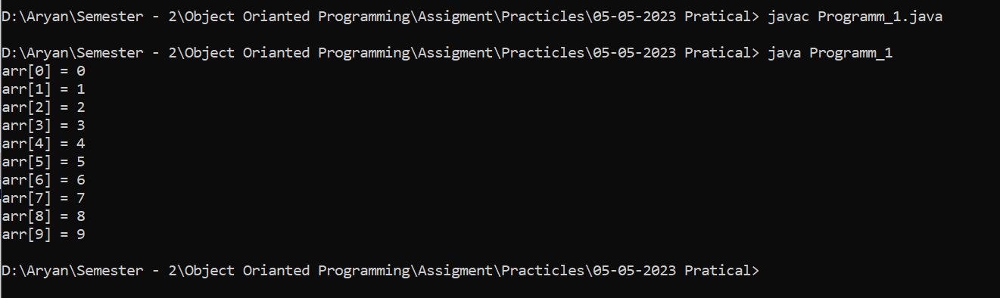 D:\Aryan\Semester - 2\Object Orianted Programming\Assigment\Practicles\05-05-2023 Pratical> javac Programm_1.java
D:\Aryan\Semester - 2\Object Orianted Programming\Assigment\Practicles\05-05-2023 Pratical> java Programm_1
arr[0] = 0
arr[1] = 1
arr[2] = 2
arr[3] = 3
arr[4] = 4
arr[5] = 5
arr[6] = 6
arr[7] = 7
arr[8] = 8
arr[9] = 9
D:\Aryan\Semester - 2\Object Orianted Programming\Assigment\Practicles\05-05-2023 Pratical>